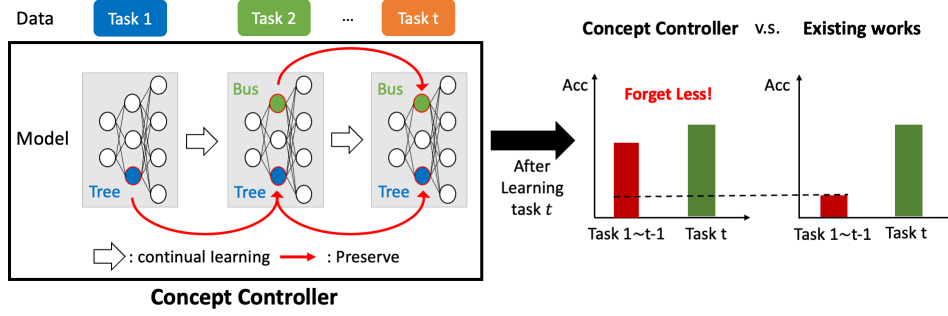 Data
Task 1
Task 2
...
Task t
Concept Controller v.s. Existing works
Model
Tree
Bus
Tree
Bus
Tree
After
Learning
task t
Acc
Forget Less!
Task 1~t-1
Task t
Acc
Task 1~t-1
Task t
: continual learning
: Preserve
Concept Controller